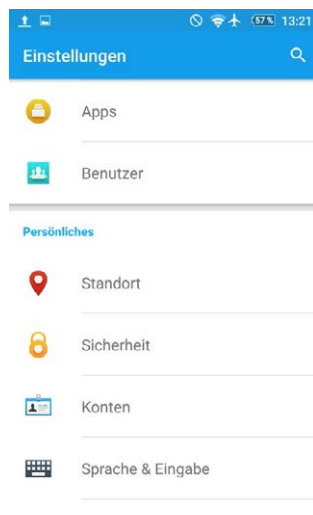 57% 13:21
Einstellungen
Apps
Benutzer
Persönliches
Standort
Sicherheit
Konten
Sprache & Eingabe